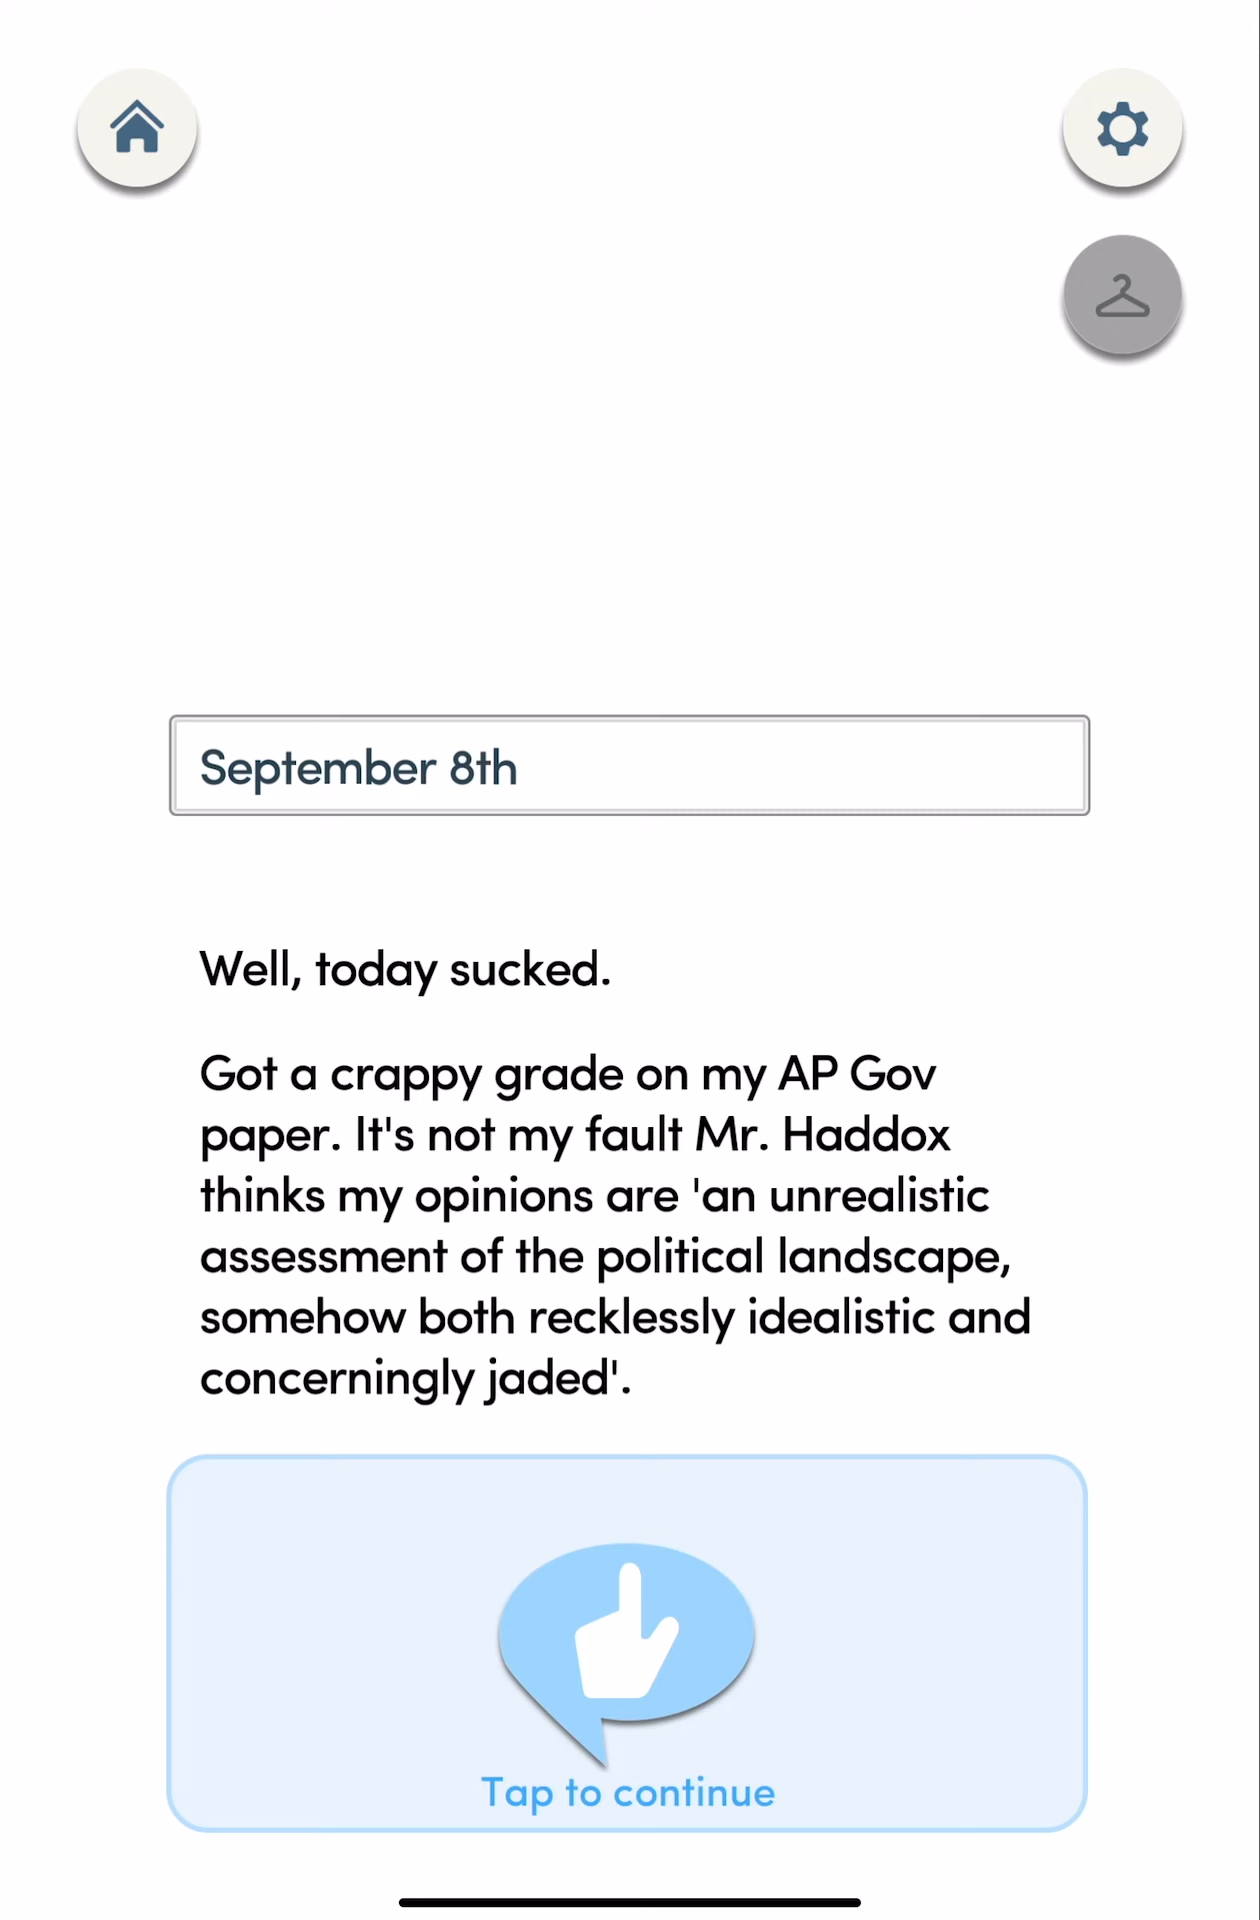 September 8th
Well, today sucked.
Got a crappy grade on my AP Gov
paper. It's not my fault Mr. Haddox
thinks my opinions are 'an unrealistic
assessment of the political landscape,
somehow both recklessly idealistic and
concerningly jaded'.
Tap to continue